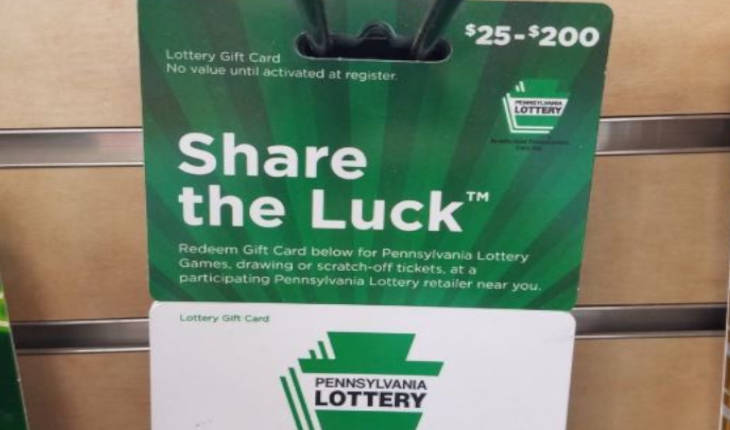 Lottery Gift Card
No value until activated at register.
$25-$200
PENNSYLVANIA
LOTTERY
Share
the Luck™
Redeem Gift Card below for Pennsylvania Lottery
Games, drawing or scratch-off tickets, at a
participating Pennsylvania Lottery retailer near you.
Lottery Gift Card
PENNSYLVANIA
LOTTERY